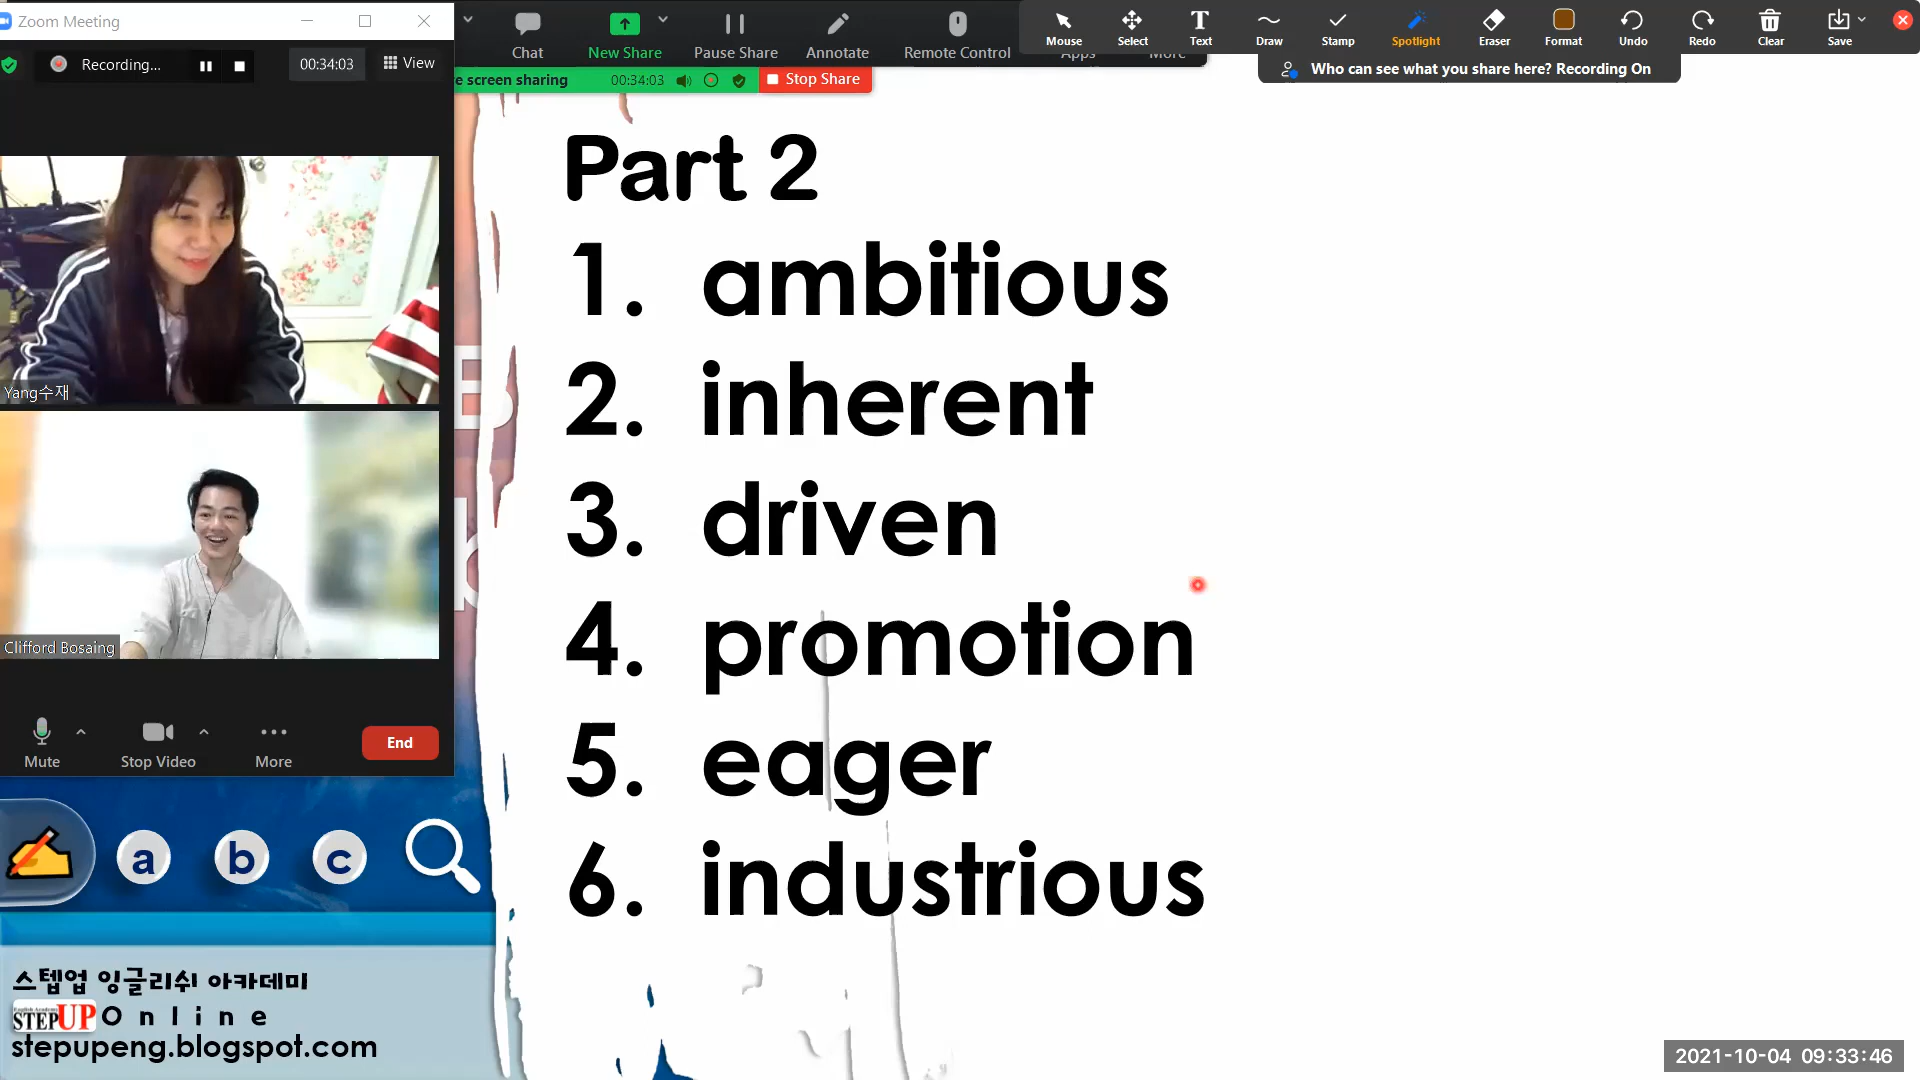 Zoom Meeting
Recording...
00:34:03
View
Chat
New Share
Pause Share
Annotate
Remote Control
Apps
More
Mouse
Select
Text
Draw
Stamp
Spotlight
Eraser
Format
Undo
Redo
Clear
Save
e screen sharing
00:34:03
Stop Share
Who can see what you share here? Recording On
Yang수재
Clifford Bosaing
Mute
Stop Video
More
End
Part 2
1. ambitious
2. inherent
3. driven
4. promotion
5. eager
6. industrious
a b c
스텝업 잉글리쉬 아카데미
STEPUP Online
stepupeng.blogspot.com
2021-10-04 09:33:46